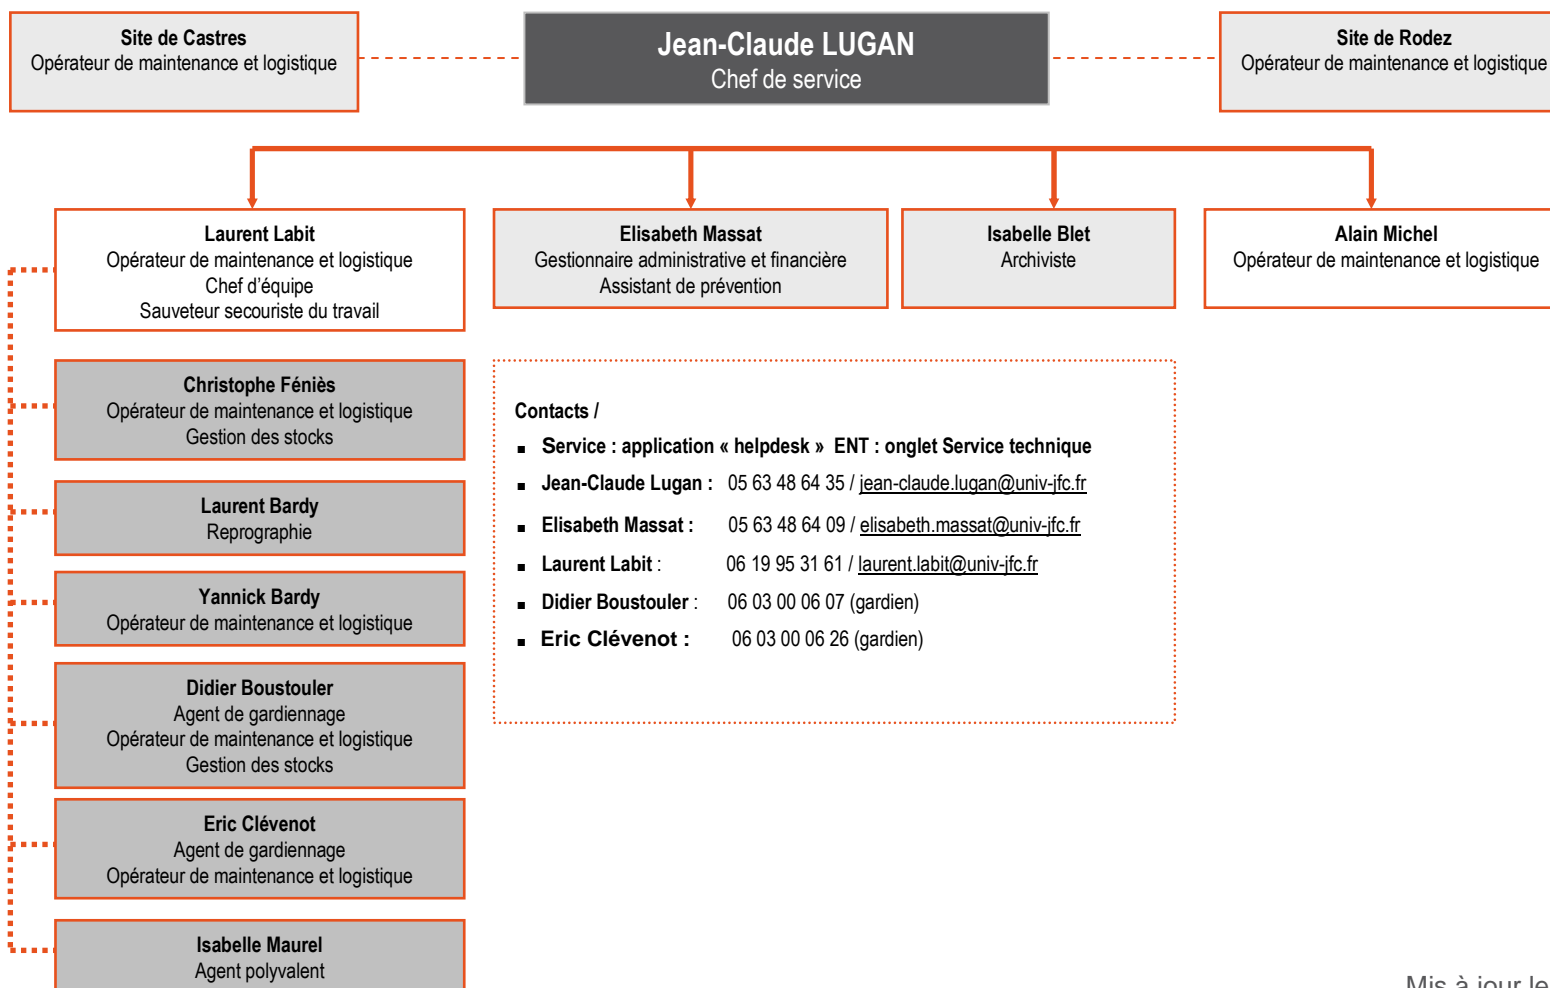 Site de Castres
Opérateur de maintenance et logistique
Jean-Claude LUGAN
Chef de service
Site de Rodez
Opérateur de maintenance et logistique
Laurent Labit
Opérateur de maintenance et logistique
Chef d'équipe
Sauveteur secouriste du travail
Elisabeth Massat
Gestionnaire administrative et financière
Assistant de prévention
Isabelle Blet
Archiviste
Alain Michel
Opérateur de maintenance et logistique
Christophe Féniès
Opérateur de maintenance et logistique
Gestion des stocks
Laurent Bardy
Reprographie
Yannick Bardy
Opérateur de maintenance et logistique
Didier Boustouler
Agent de gardiennage
Opérateur de maintenance et logistique
Gestion des stocks
Eric Clévenot
Agent de gardiennage
Opérateur de maintenance et logistique
Isabelle Maurel
Agent polyvalent
Contacts /
▪ Service : application « helpdesk » ENT : onglet Service technique
▪ Jean-Claude Lugan : 05 63 48 64 35 / jean-claude.lugan@univ-jfc.fr
▪ Elisabeth Massat : 05 63 48 64 09 / elisabeth.massat@univ-jfc.fr
▪ Laurent Labit : 06 19 95 31 61 / laurent.labit@univ-jfc.fr
▪ Didier Boustouler : 06 03 00 06 07 (gardien)
▪ Eric Clévenot : 06 03 00 06 26 (gardien)
Mis à jour le